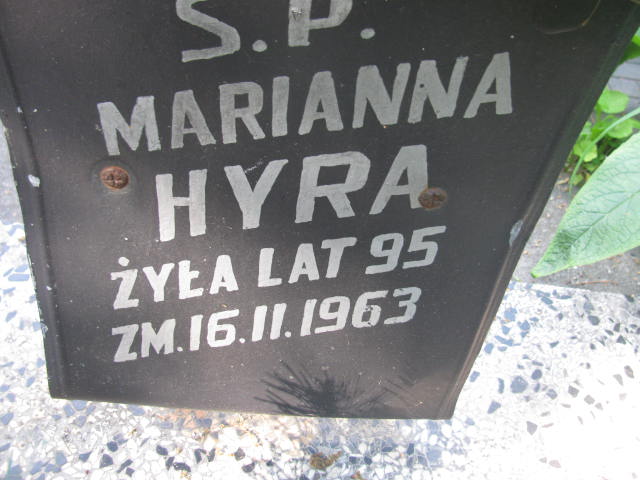 Ś.P.
MARIANNA
HYRA
ŻYŁA LAT 95
ZM. 16.11.1963